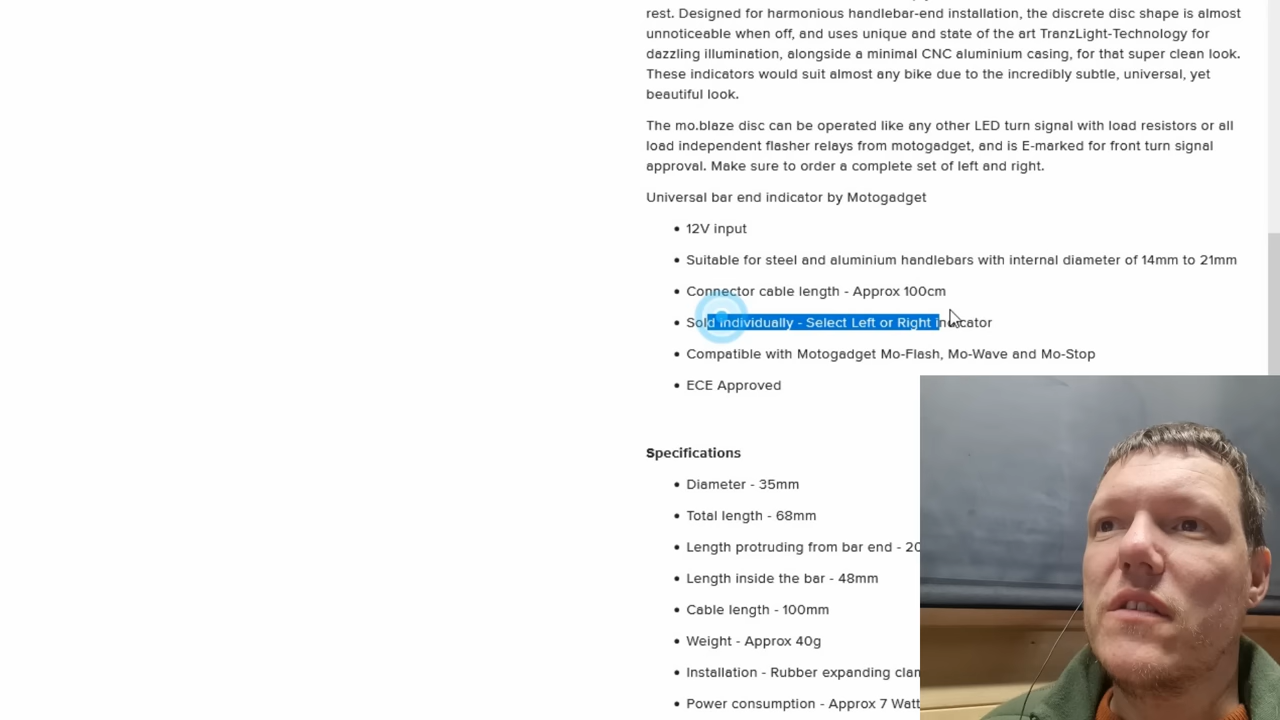 rest. Designed for harmonious handlebar-end installation, the discrete disc shape is almost
unnoticeable when off, and uses unique and state of the art TranzLight-Technology for
dazzling illumination, alongside a minimal CNC aluminium casing, for that super clean look.
These indicators would suit almost any bike due to the incredibly subtle, universal, yet
beautiful look.
The mo.blaze disc can be operated like any other LED turn signal with load resistors or all
load independent flasher relays from motogadget, and is E-marked for front turn signal
approval. Make sure to order a complete set of left and right.
Universal bar end indicator by Motogadget
• 12V input
• Suitable for steel and aluminium handlebars with internal diameter of 14mm to 21mm
• Connector cable length - Approx 100cm
• Sold individually - Select Left or Right indicator
• Compatible with Motogadget Mo-Flash, Mo-Wave and Mo-Stop
• ECE Approved
Specifications
• Diameter - 35mm
• Total length - 68mm
• Length protruding from bar end - 20
• Length inside the bar - 48mm
• Cable length - 100mm
• Weight - Approx 40g
• Installation - Rubber expanding clam
• Power consumption - Approx 7 Watt